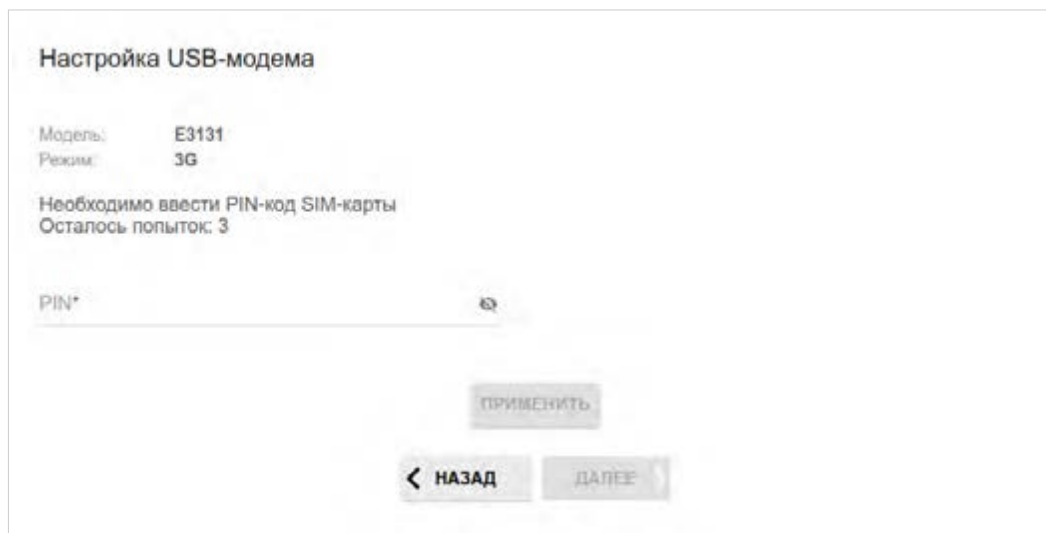 Настройка USB-модема
Модель: E3131
Режим: 3G
Необходимо ввести PIN-код SIM-карты
Осталось попыток: 3
PIN*
ПРИМЕНИТЬ
НАЗАД ДАЛЕЕ